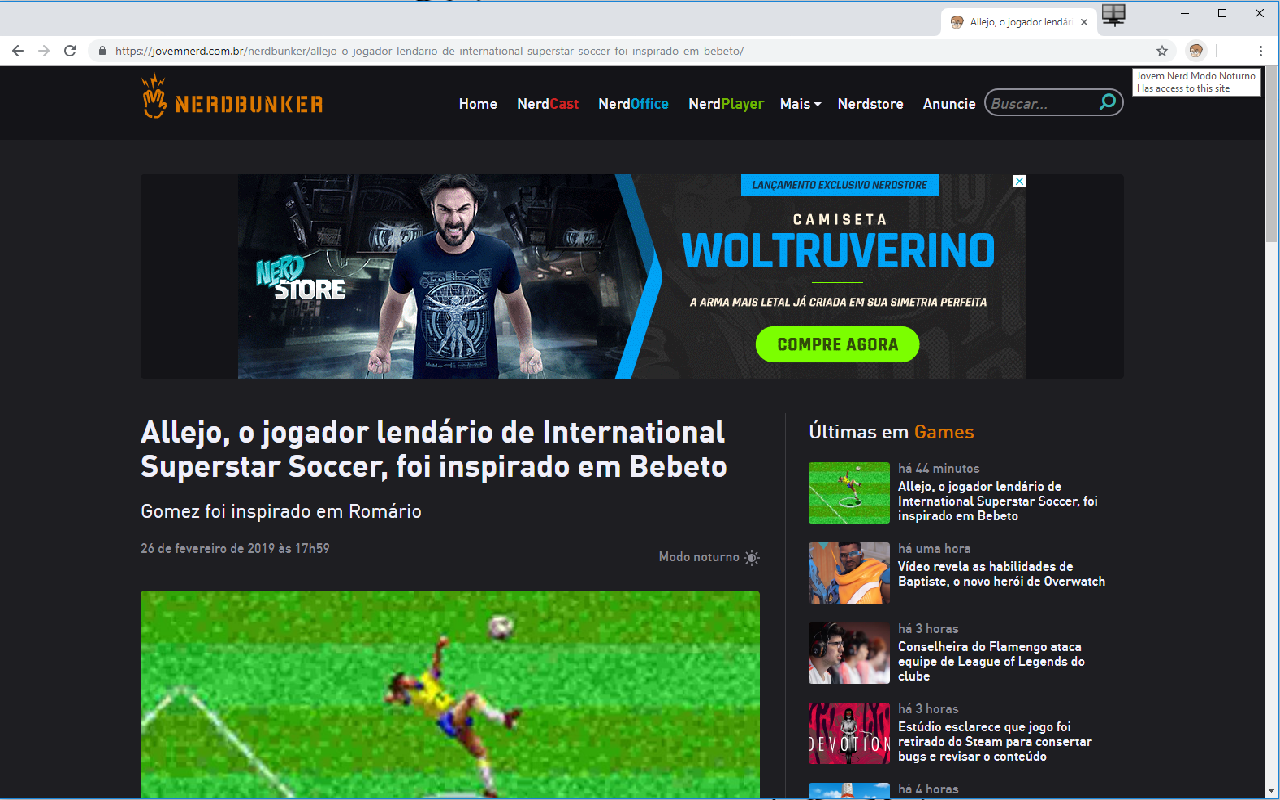 Allejo, o jogador lendári
https://jovemnerd.com.br/nerdbunker/allejo-o-jogador-lendario-de-international-superstar-soccer-foi-inspirado-em-bebeto/
Jovem Nerd Modo Noturno
Has access to this site
NERDBUNKER
Home NerdCast NerdOffice NerdPlayer Mais Nerdstore Anuncie Buscar...
LANÇAMENTO EXCLUSIVO NERDSTORE
CAMISETA
WOLTRUVERINO
NERD
STORE
A ARMA MAIS LETAL JÁ CRIADA EM SUA SIMETRIA PERFEITA
COMPRE AGORA
Allejo, o jogador lendário de International
Superstar Soccer, foi inspirado em Bebeto
Gomez foi inspirado em Romário
26 de fevereiro de 2019 às 17h59
Modo noturno
Últimas em Games
há 44 minutos
Allejo, o jogador lendário de
International Superstar Soccer, foi
inspirado em Bebeto
há uma hora
Vídeo revela as habilidades de
Baptiste, o novo herói de Overwatch
há 3 horas
Conselheira do Flamengo ataca
equipe de League of Legends do
clube
há 3 horas
Estúdio esclarece que jogo foi
retirado do Steam para consertar
bugs e revisar o conteúdo
DEVOTION
há 4 horas